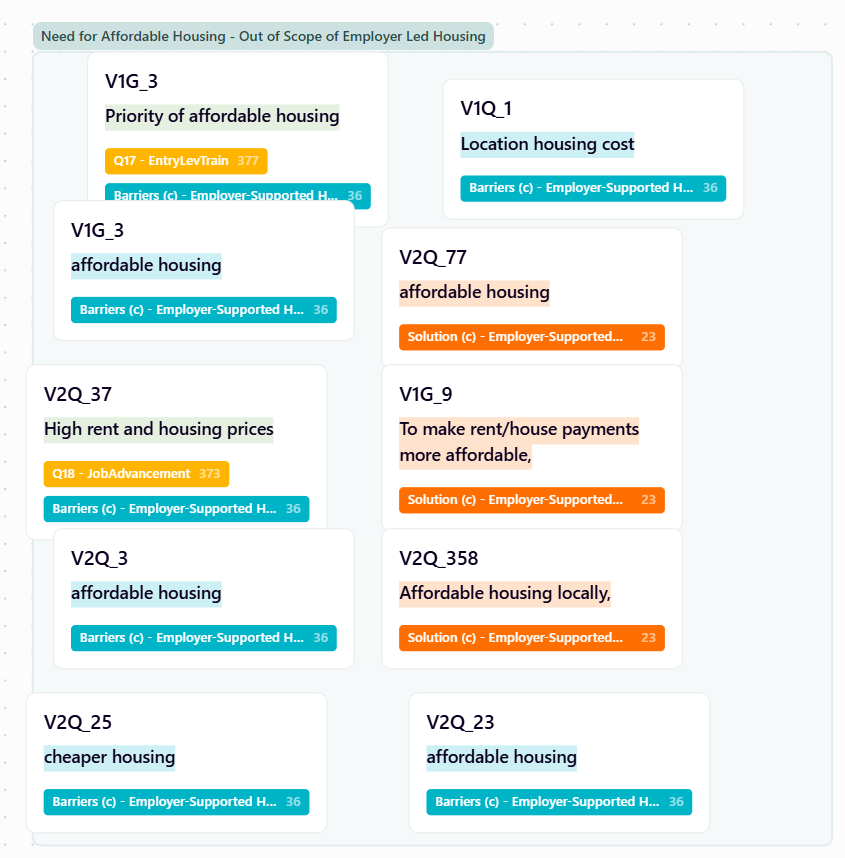 Need for Affordable Housing - Out of Scope of Employer Led Housing
V1G_3
Priority of affordable housing
Q17 - EntryLevTrain 377
Barriers (c) - Employer-Supported H... 36
V1Q_1
Location housing cost
Barriers (c) - Employer-Supported H... 36
V1G_3
affordable housing
Barriers (c) - Employer-Supported H... 36
V2Q_77
affordable housing
Solution (c) - Employer-Supported... 23
V2Q_37
High rent and housing prices
Q18 - JobAdvancement 373
Barriers (c) - Employer-Supported H... 36
V1G_9
To make rent/house payments
more affordable,
Solution (c) - Employer-Supported... 23
V2Q_3
affordable housing
Barriers (c) - Employer-Supported H... 36
V2Q_358
Affordable housing locally,
Solution (c) - Employer-Supported... 23
V2Q_25
cheaper housing
Barriers (c) - Employer-Supported H... 36
V2Q_23
affordable housing
Barriers (c) - Employer-Supported H... 36